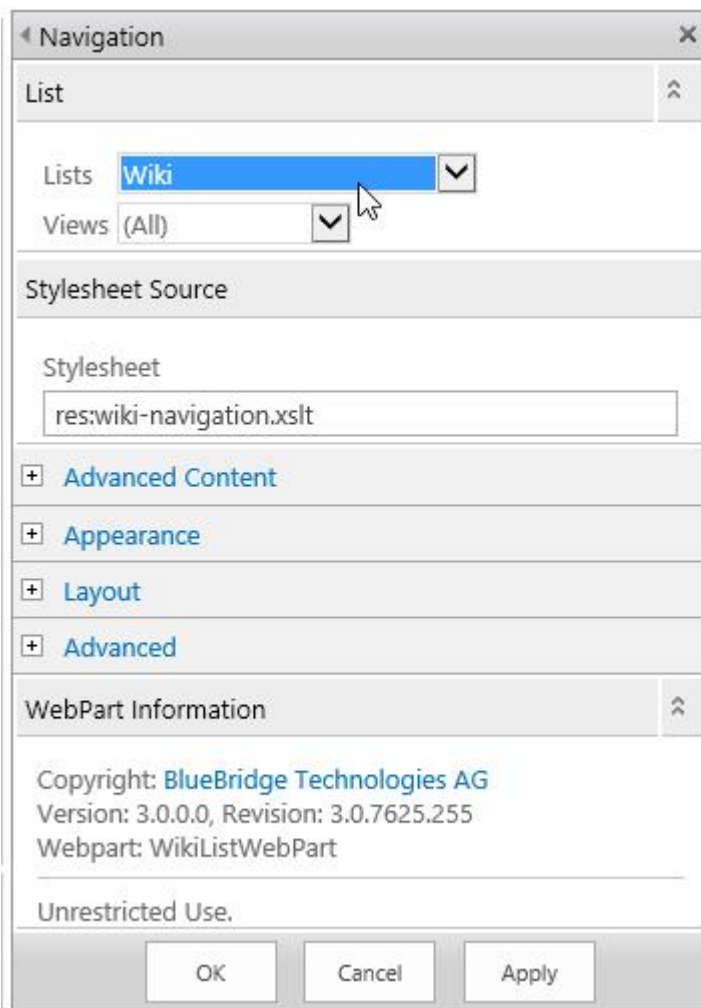 Navigation
List
Lists Wiki
Views (All)
Stylesheet Source
Stylesheet
res:wiki-navigation.xslt
Advanced Content
Appearance
Layout
Advanced
WebPart Information
Copyright: BlueBridge Technologies AG
Version: 3.0.0.0, Revision: 3.0.7625.255
Webpart: WikiListWebPart
Unrestricted Use.
OK Cancel Apply